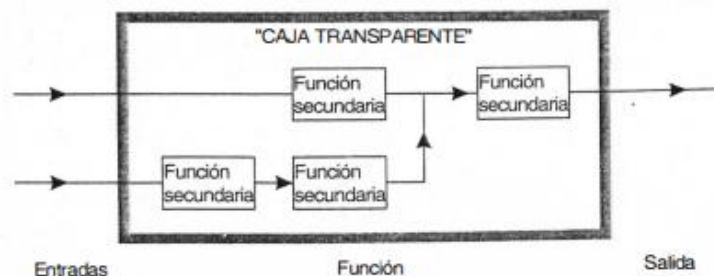 "CAJA TRANSPARENTE"
Función
secundaria
Función
secundaria
Función
secundaria
Función
secundaria
Entradas
Función
Salida